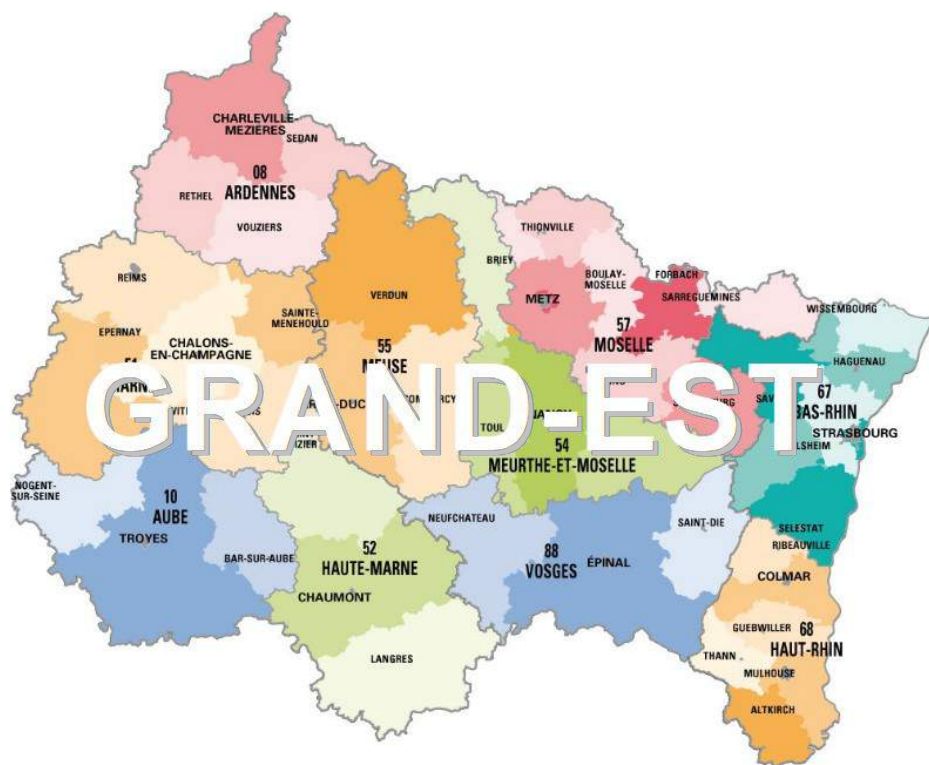 CHARLEVILLE-
MEZIÈRES
SEDAN
08
ARDENNES
RETHEL
VOUZIERS
THIONVILLE
BRIEY
BOULAY-
MOSELLE
FORBACH
REIMS
VERDUN
METZ
SARREGUEMINES
SAINTE-
MENEHOULD
WISSEMBOURG
57
MOSELLE
EPERNAY
CHALONS-
EN-CHAMPAGNE
55
MEUSE
HAGUENAU
GRAND-EST
67
BAS-RHIN
TOUL
STRASBOURG
54
MEURTHE-ET-MOSELLE
NOGENT-
SUR-SEINE
10
AUBE
TROYES
NEUFCHATEAU
SAINT-DIE
SELESTAT
RIBEAUVILLE
BAR-SUR-AUBE
52
HAUTE-MARNE
88
VOSGES
ÉPINAL
COLMAR
CHAUMONT
GUEBWILLER
68
HAUT-RHIN
LANGRES
THANN
MULHOUSE
ALTKIRCH